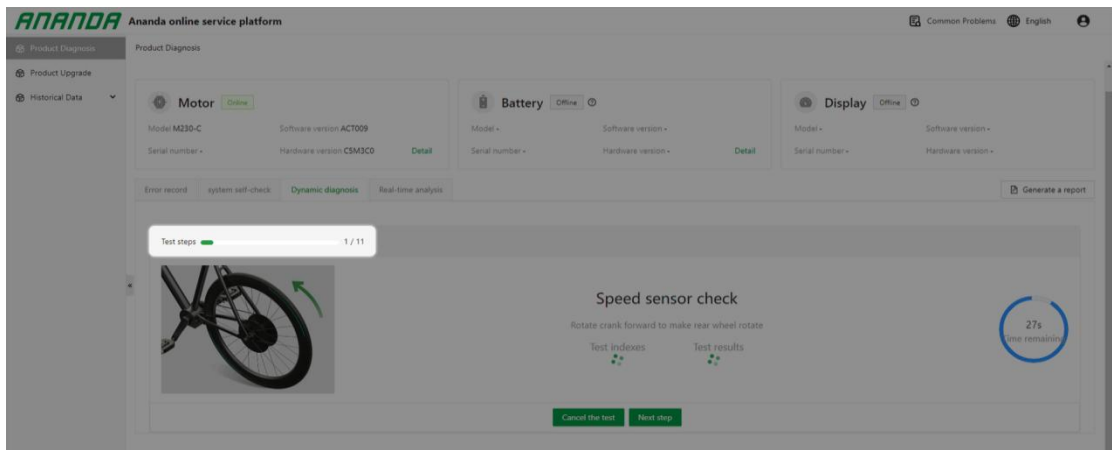 ANANDA Ananda online service platform
Common Problems English
Product Diagnosis
Product Upgrade
Historical Data
Product Diagnosis
Motor Online
Model M230-C Software version ACT009
Serial number - Hardware version CSM3C0 Detail
Battery Offline
Model - Software version -
Serial number - Hardware version - Detail
Display Offline
Model - Software version -
Serial number - Hardware version -
Error record system self-check Dynamic diagnosis Real-time analysis
Generate a report
Test steps 1 / 11
Speed sensor check
Rotate crank forward to make rear wheel rotate
Test indexes Test results
27s
Time remaining
Cancel the test Next step